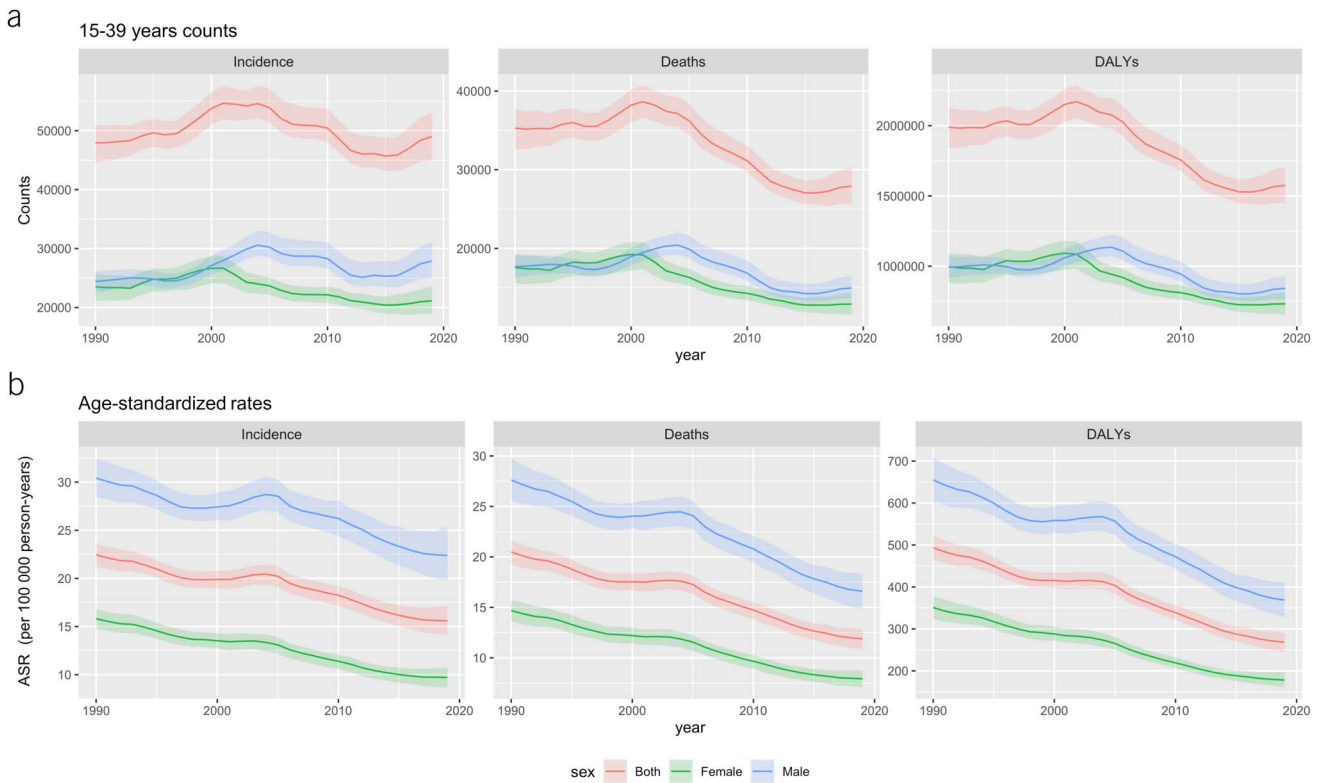 a
15-39 years counts
Incidence
Deaths
DALYs
Counts
50000
40000
30000
20000
40000
30000
20000
2000000
1500000
1000000
1990 2000 2010 2020
1990 2000 2010 2020
1990 2000 2010 2020
year
b
Age-standardized rates
Incidence
Deaths
DALYs
ASR (per 100 000 person-years)
30
25
20
15
10
30
25
20
15
10
700
600
500
400
300
200
1990 2000 2010 2020
1990 2000 2010 2020
1990 2000 2010 2020
year
sex Both Female Male